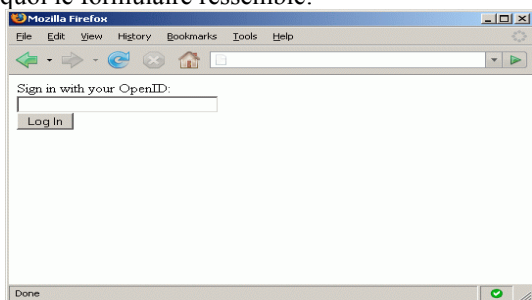 quoi le formulaire ressemble:
Mozilla Firefox
File Edit View History Bookmarks Tools Help
Sign in with your OpenID:
Log In
Done